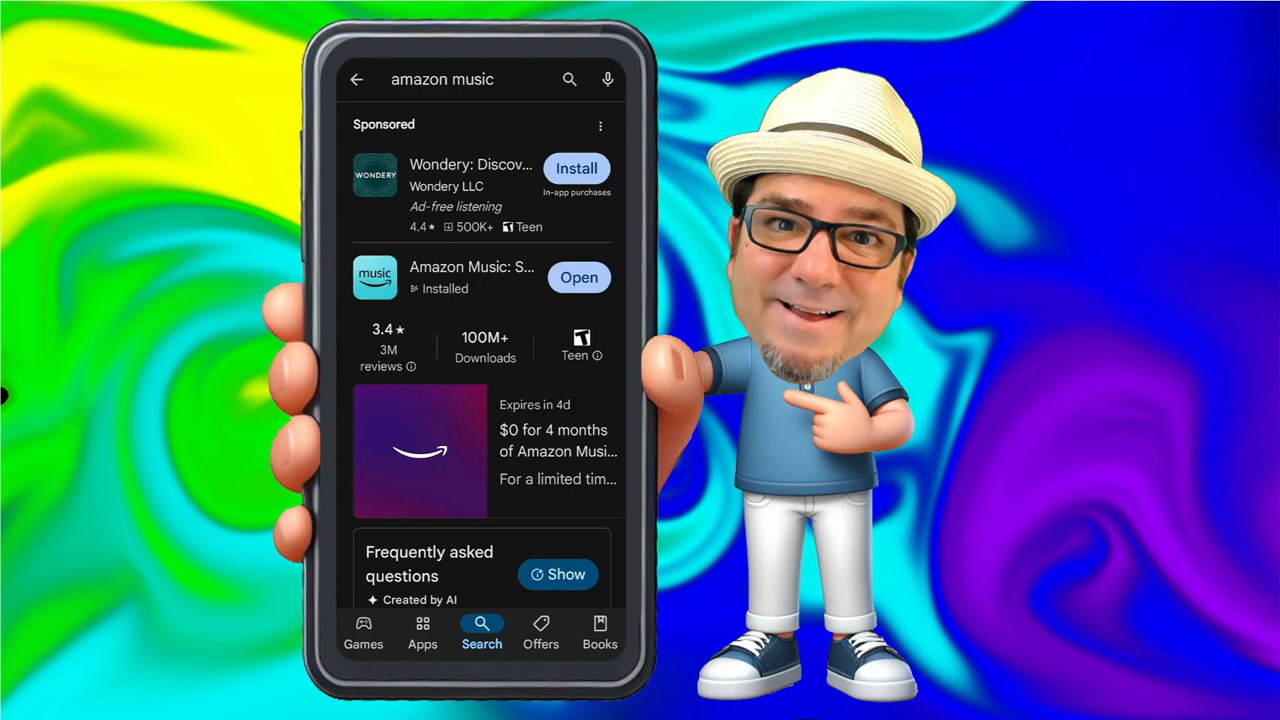 amazon music
Sponsored
WONDERY
Wondery: Discov...
Install
Wondery LLC
In-app purchases
Ad-free listening
4.4★ 500K+ Teen
music
Amazon Music: S...
Open
Installed
3.4★
3M
reviews
100M+
Downloads
T
Teen
Expires in 4d
$0 for 4 months
of Amazon Musi...
For a limited tim...
Frequently asked
questions
Show
Created by AI
Games
Apps
Search
Offers
Books